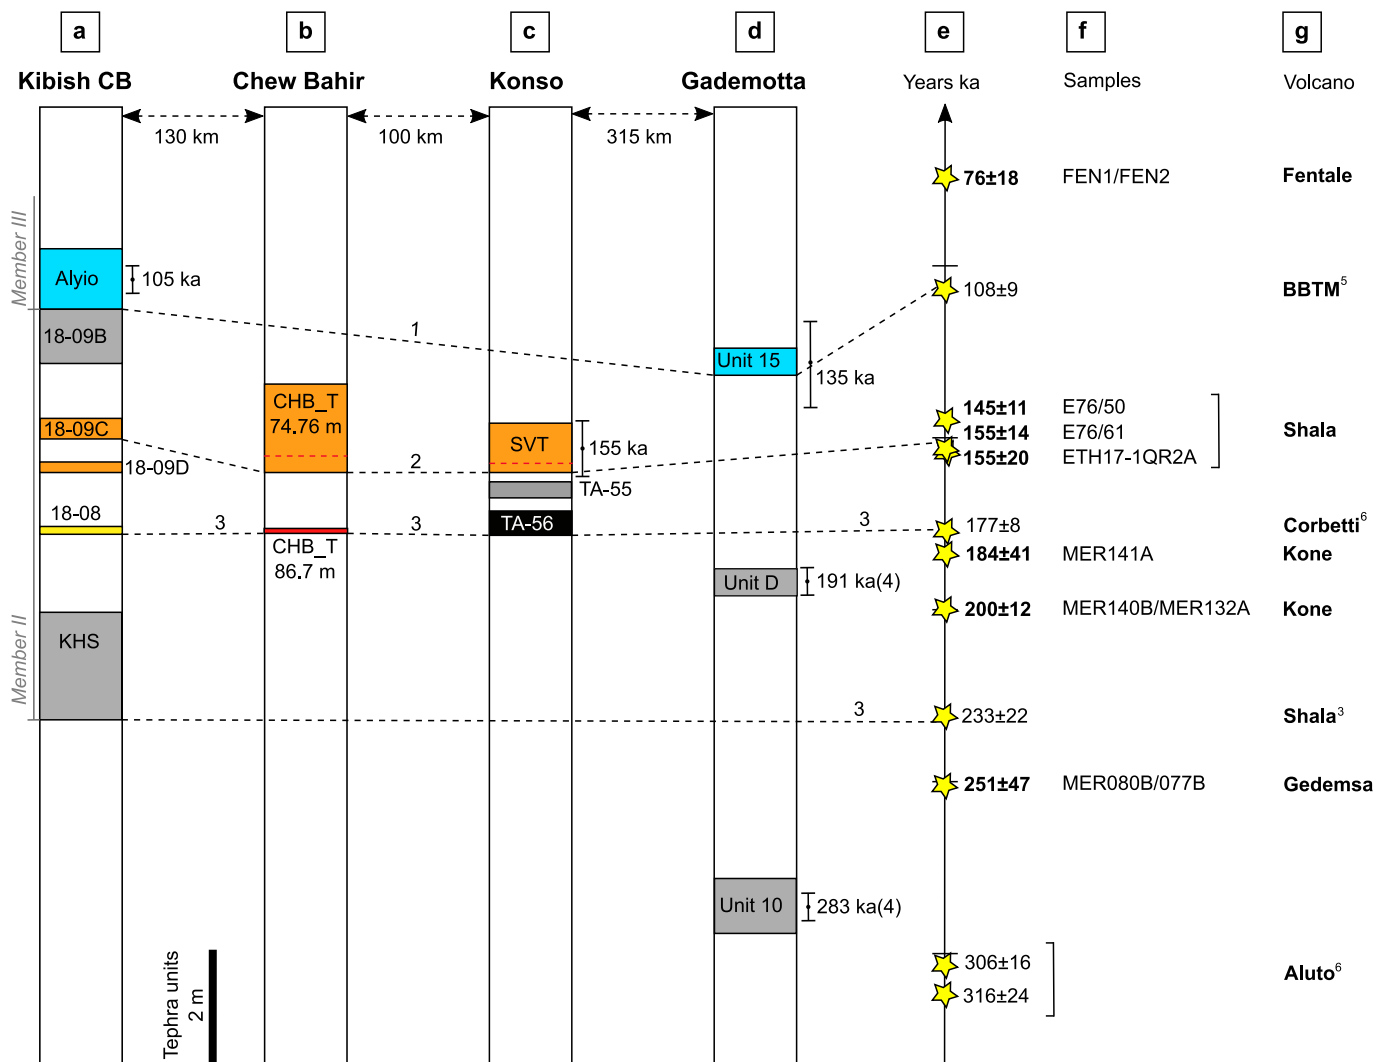 a b c d e f g
Kibish CB Chew Bahir Konso Gademotta Years ka Samples Volcano
130 km 100 km 315 km
76±18 FEN1/FEN2 Fentale
Member III
Alyio 105 ka
108±9 BBTM5
1
18-09B
Unit 15
135 ka
CHB_T
74.76 m
145±11 E76/50
18-09C
155±14 E76/61 Shala
SVT 155 ka
155±20 ETH17-1QR2A
2
18-09D
TA-55
18-08
3 3 TA-56 3 177±8 Corbetti6
CHB_T
86.7 m
184±41 MER141A Kone
Unit D 191 ka(4)
200±12 MER140B/MER132A Kone
KHS
Member II
3 233±22 Shala3
251±47 MER080B/077B Gedemsa
Unit 10 283 ka(4)
306±16
Aluto6
316±24
Tephra units
2 m